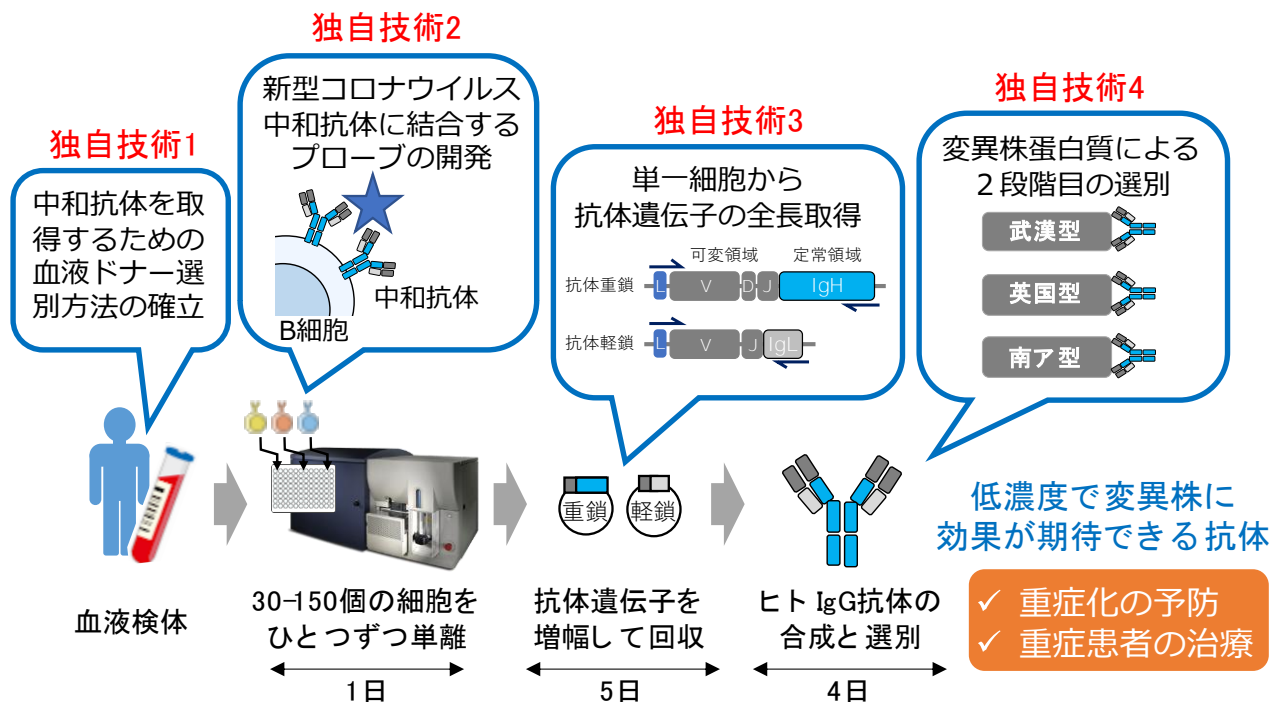 独自技術1
中和抗体を取
得するための
血液ドナー選
別方法の確立
独自技術2
新型コロナウイルス
中和抗体に結合する
プローブの開発
中和抗体
B細胞
独自技術3
単一細胞から
抗体遺伝子の全長取得
可変領域 定常領域
抗体重鎖 L V D J IgH
抗体軽鎖 L V J IgL
独自技術4
変異株蛋白質による
２段階目の選別
武漢型
英国型
南ア型
血液検体
30-150個の細胞を
ひとつずつ単離
1日
重鎖 軽鎖
抗体遺伝子を
増幅して回収
5日
ヒトIgG抗体の
合成と選別
4日
低濃度で変異株に
効果が期待できる抗体
✓ 重症化の予防
✓ 重症患者の治療